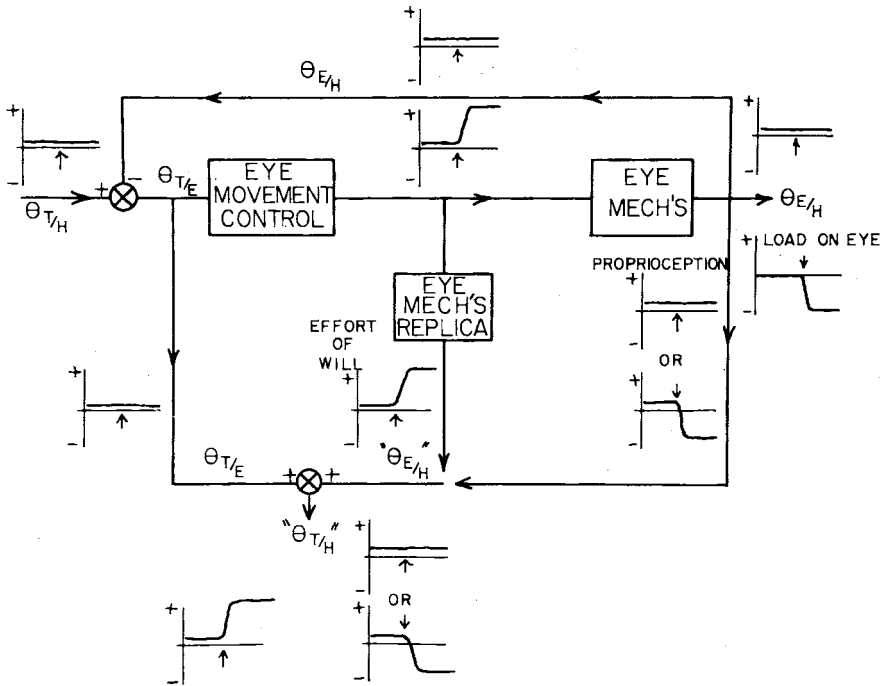 θE/H
θT/H
θT/E
EYE
MOVEMENT
CONTROL
EYE
MECH'S
θE/H
LOAD ON EYE
PROPRIOCEPTION
EYE
MECH'S
REPLICA
EFFORT
OF
WILL
OR
θT/E
"θE/H"
"θT/H"
OR